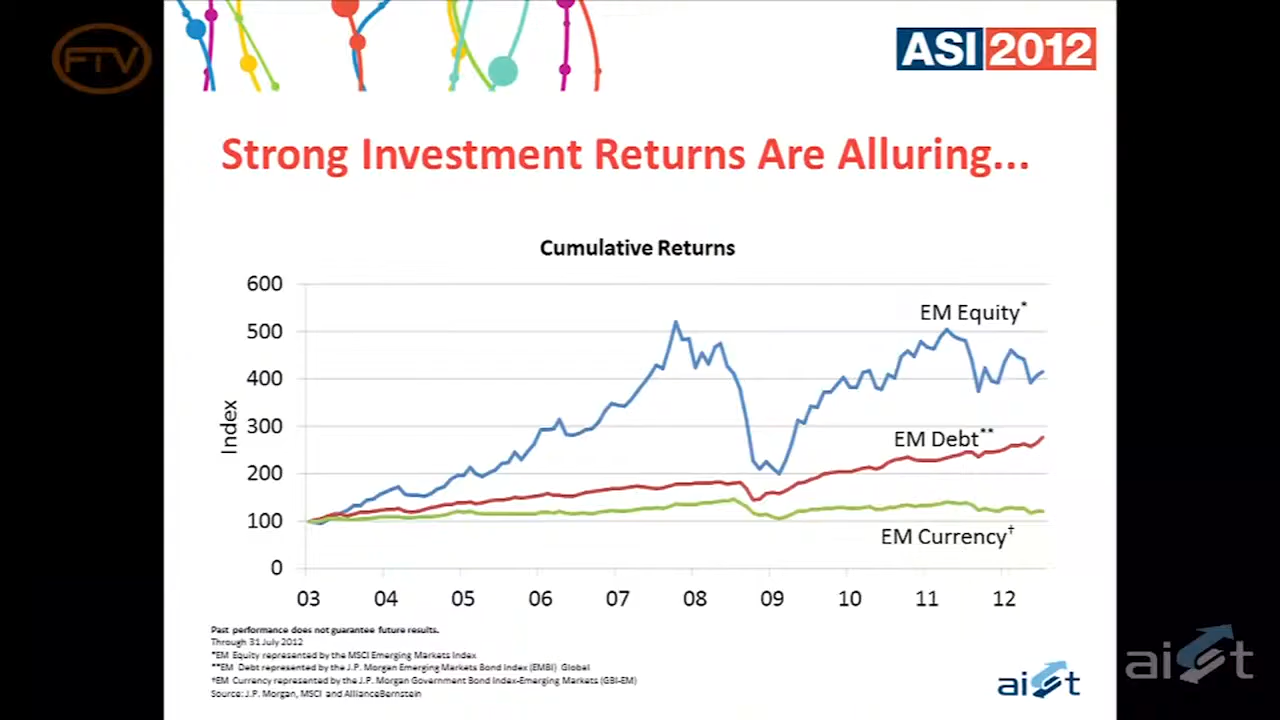 FTV
ASI 2012
Strong Investment Returns Are Alluring...
Cumulative Returns
600
500
400
300
200
100
0
Index
EM Equity*
EM Debt**
EM Currency†
03 04 05 06 07 08 09 10 11 12
Past performance does not guarantee future results.
Through 31 July 2012
*EM Equity represented by the MSCI Emerging Markets Index
**EM Debt represented by the J.P. Morgan Emerging Markets Bond Index (EMBI) Global
†EM Currency represented by the J.P. Morgan Government Bond Index-Emerging Markets (GBI-EM)
Source: J.P. Morgan, MSCI and AllianceBernstein
aist
aist